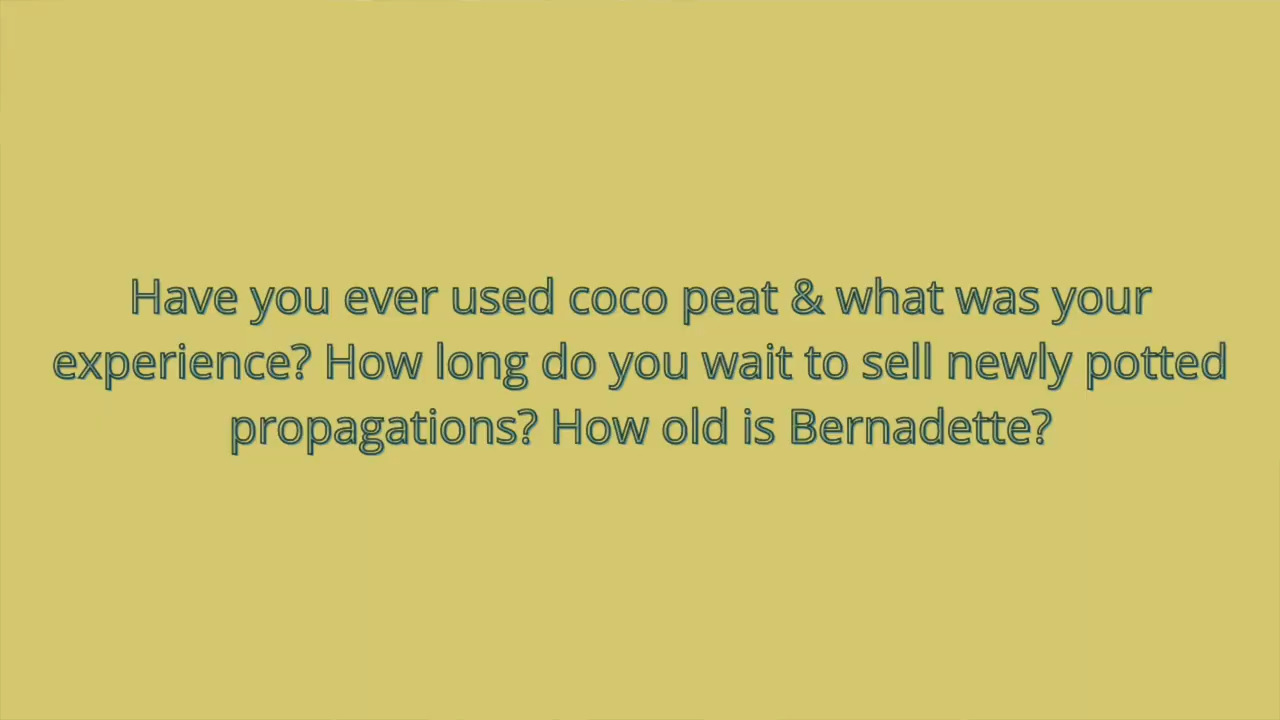 Have you ever used coco peat & what was your
experience? How long do you wait to sell newly potted
propagations? How old is Bernadette?